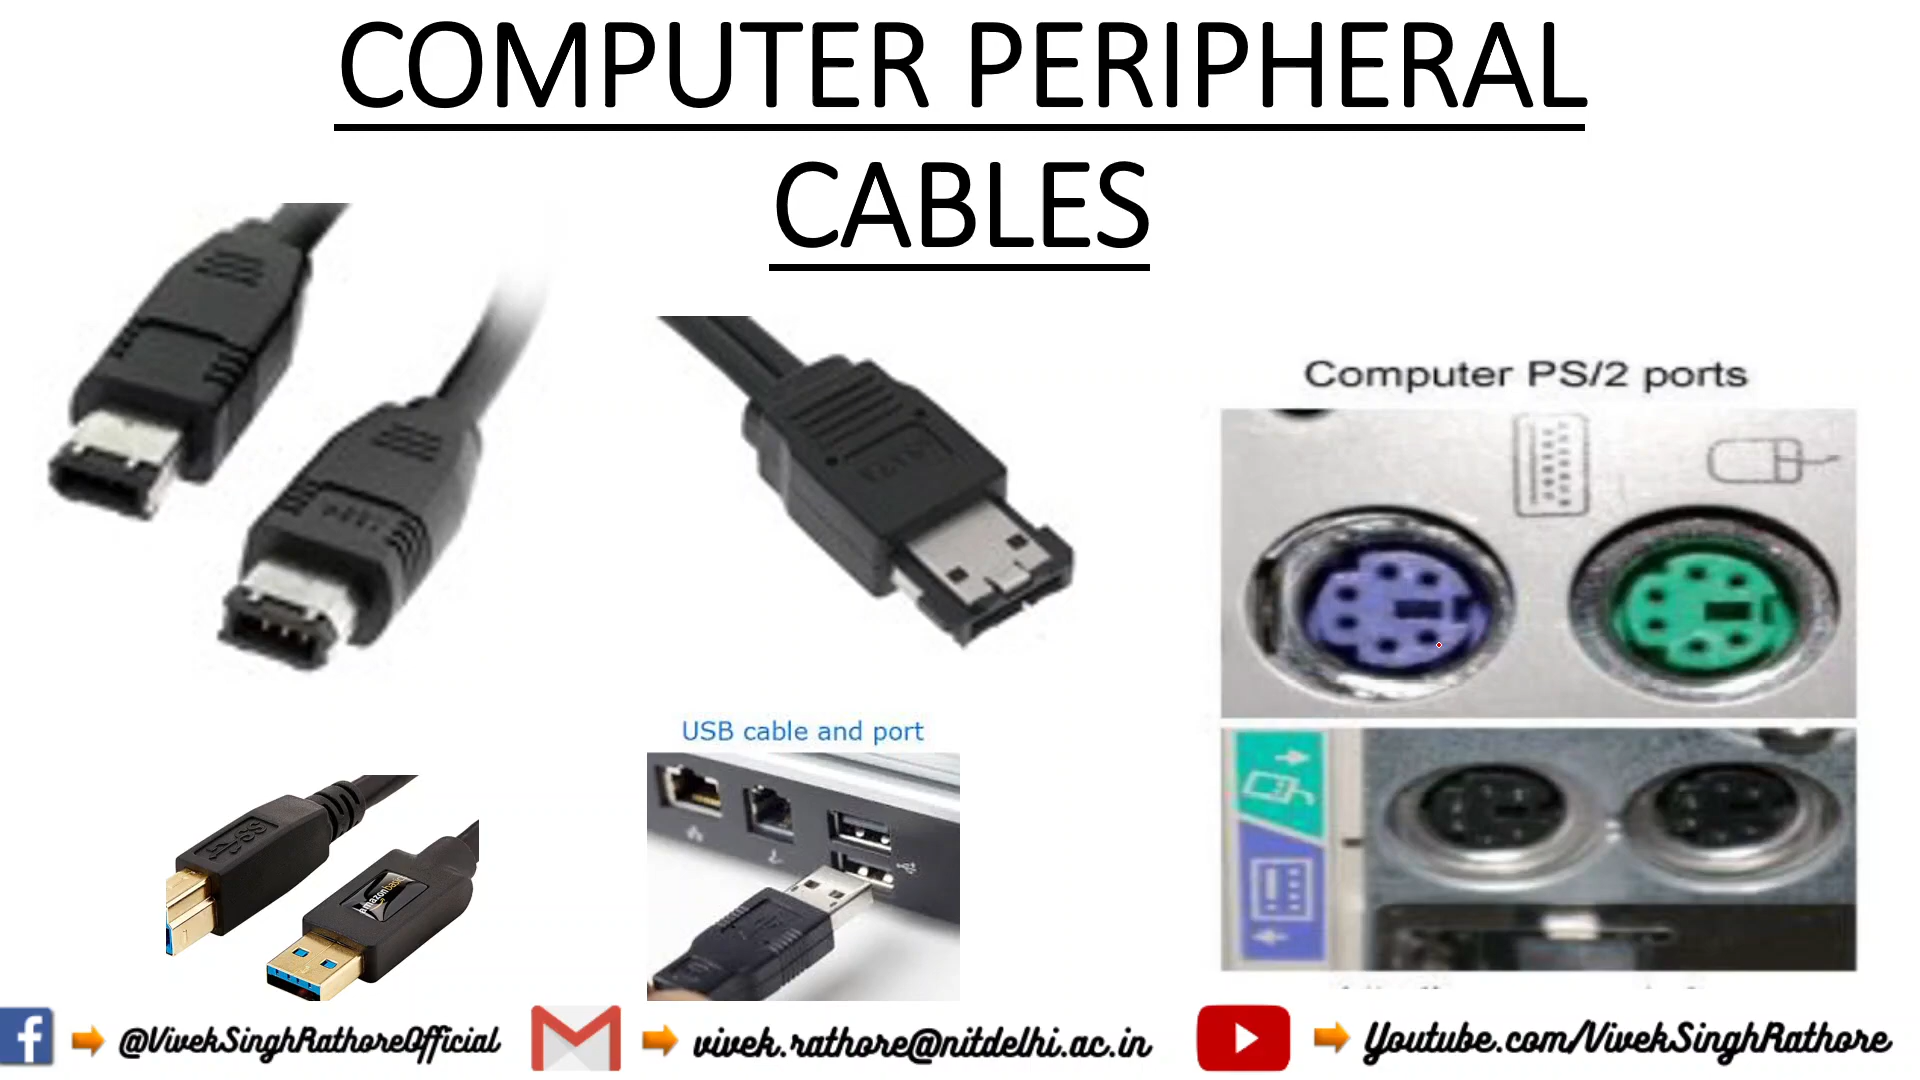 COMPUTER PERIPHERAL
CABLES
Computer PS/2 ports
USB cable and port
amazonbasics
@VivekSinghRathoreOfficial
vivek.rathore@nitdelhi.ac.in
Youtube.com/VivekSinghRathore